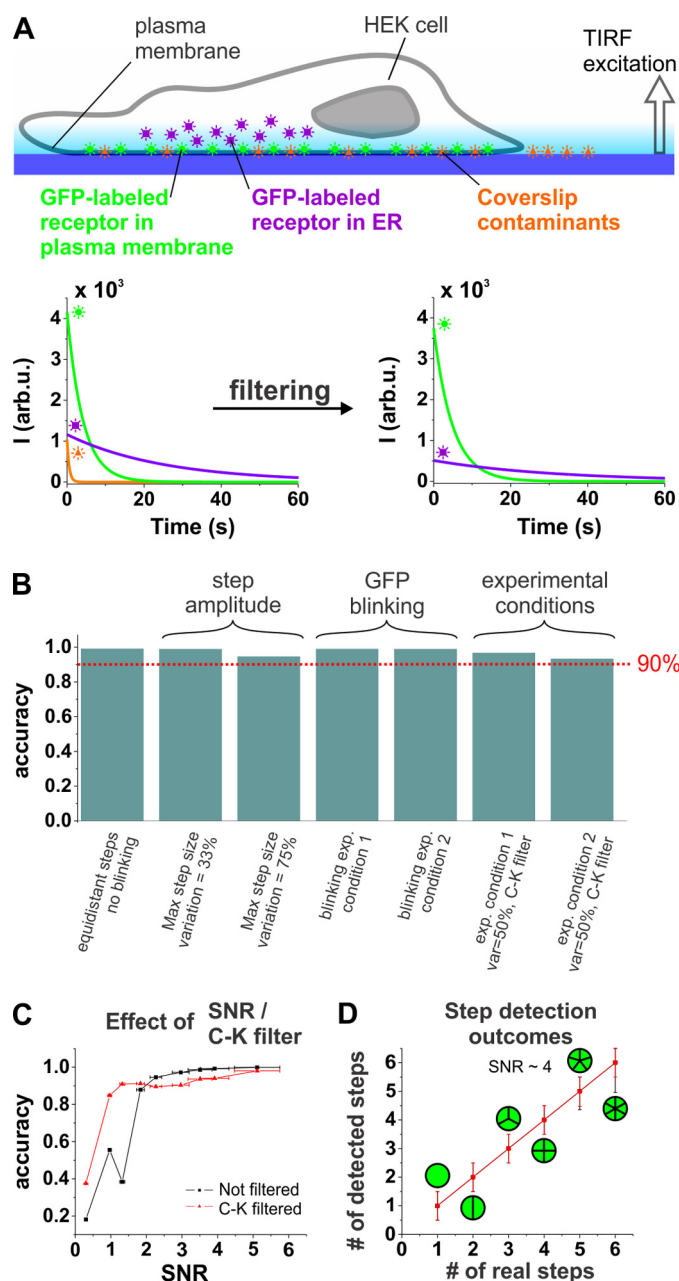 A
plasma
membrane
HEK cell
TIRF
excitation
GFP-labeled
receptor in
plasma membrane
GFP-labeled
receptor in ER
Coverslip
contaminants
x 10³
I (arb.u.)
4
3
2
1
0
0 20 40 60
Time (s)
filtering
x 10³
I (arb.u.)
4
3
2
1
0
0 20 40 60
Time (s)
B
step
amplitude
GFP
blinking
experimental
conditions
accuracy
1.0
0.8
0.6
0.4
0.2
0.0
90%
equidistant steps
no blinking
Max step size
variation = 33%
Max step size
variation = 75%
blinking exp.
condition 1
blinking exp.
condition 2
exp. condition 1
var=50%, C-K filter
exp. condition 2
var=50%, C-K filter
C
Effect of SNR /
C-K filter
accuracy
1.0
0.8
0.6
0.4
0.2
Not filtered
C-K filtered
0 1 2 3 4 5 6
SNR
D
Step detection
outcomes
SNR ~ 4
# of detected steps
6
5
4
3
2
1
0
0 1 2 3 4 5 6
# of real steps